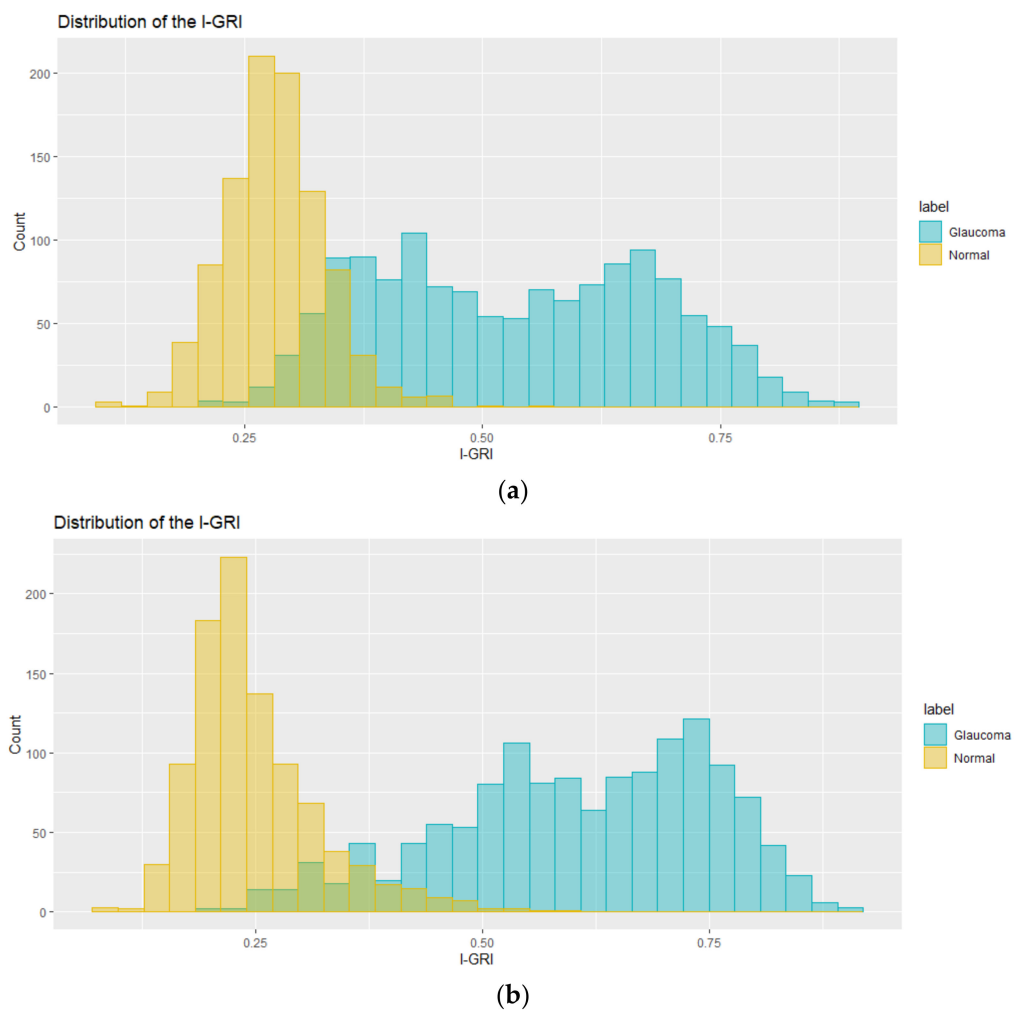 Distribution of the I-GRI
200
150
100
50
0
Count
0.25 0.50 0.75
I-GRI
label
Glaucoma
Normal
(a)
Distribution of the I-GRI
200
150
100
50
0
Count
0.25 0.50 0.75
I-GRI
label
Glaucoma
Normal
(b)